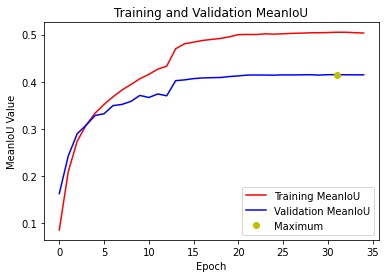 Training and Validation MeanIoU
MeanIoU Value
0.5
0.4
0.3
0.2
0.1
0 5 10 15 20 25 30 35
Epoch
Training MeanIoU
Validation MeanIoU
Maximum